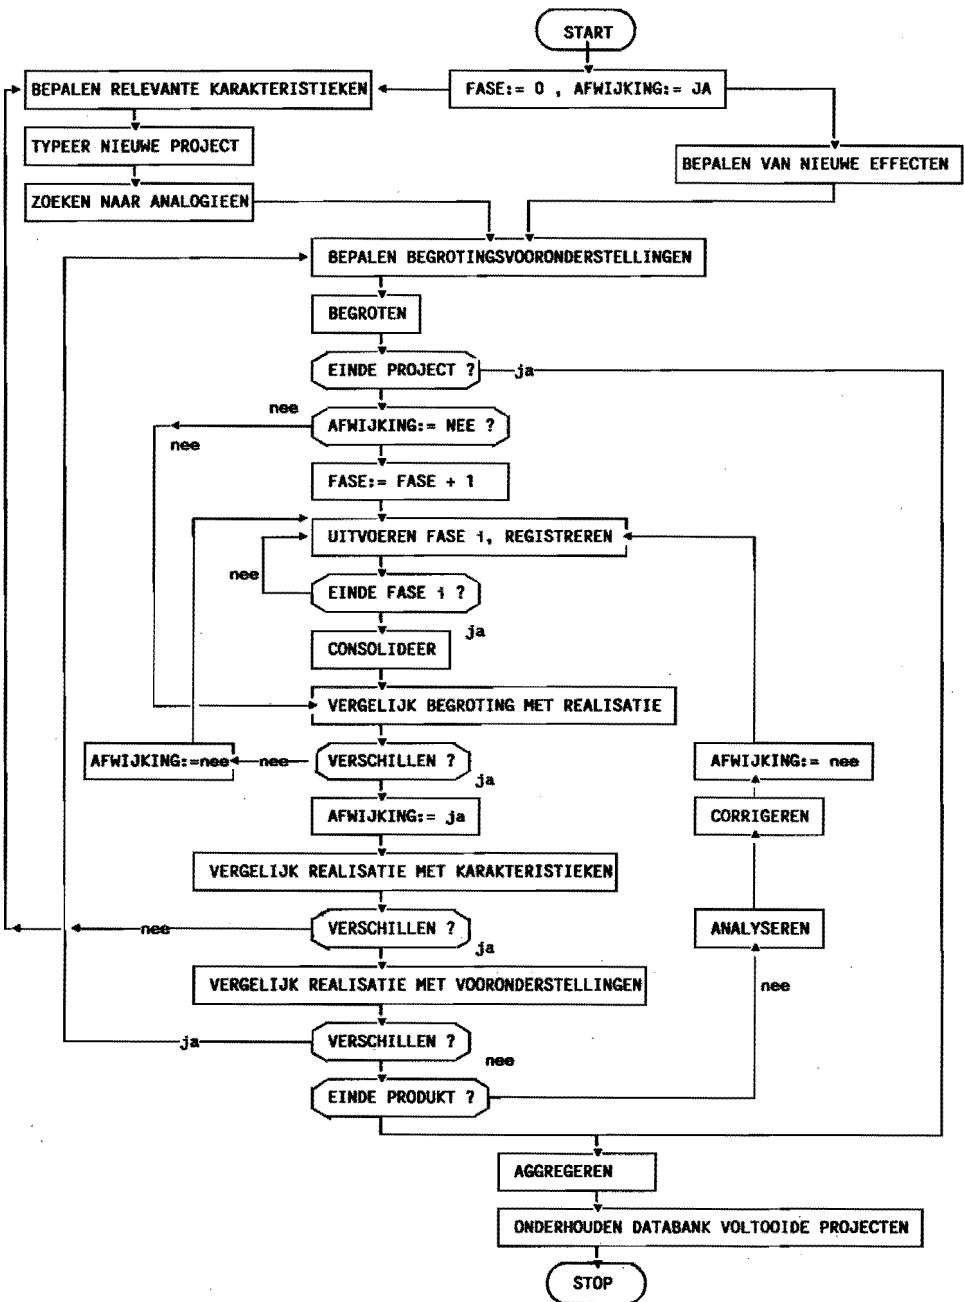 START
FASE:= 0 , AFWIJKING:= JA
BEPALEN RELEVANTE KARAKTERISTIEKEN
TYPEER NIEUWE PROJECT
BEPALEN VAN NIEUWE EFFECTEN
ZOEKEN NAAR ANALOGIEEN
BEPALEN BEGROTINGSVOORONDERSTELLINGEN
BEGROTEN
EINDE PROJECT ?
ja
nee
AFWIJKING:= NEE ?
nee
FASE:= FASE + 1
UITVOEREN FASE i, REGISTREREN
nee
EINDE FASE i ?
ja
CONSOLIDEER
VERGELIJK BEGROTING MET REALISATIE
AFWIJKING:=nee
nee
VERSCHILLEN ?
ja
AFWIJKING:= nee
AFWIJKING:= ja
CORRIGEREN
VERGELIJK REALISATIE MET KARAKTERISTIEKEN
nee
VERSCHILLEN ?
ja
ANALYSEREN
VERGELIJK REALISATIE MET VOORONDERSTELLINGEN
nee
ja
VERSCHILLEN ?
nee
EINDE PRODUKT ?
AGGREGEREN
ONDERHOUDEN DATABANK VOLTOOIDE PROJECTEN
STOP